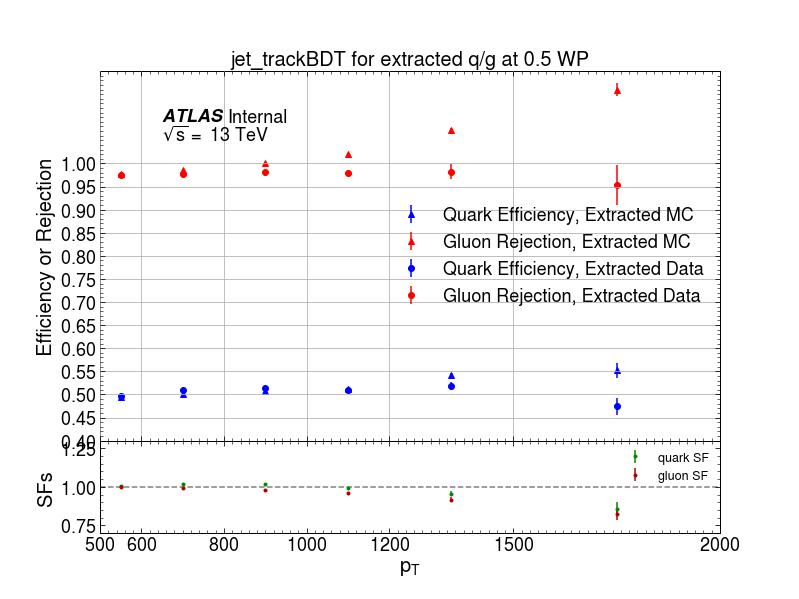 jet_trackBDT for extracted q/g at 0.5 WP
ATLAS Internal
√s = 13 TeV
Efficiency or Rejection
1.00
0.95
0.90
0.85
0.80
0.75
0.70
0.65
0.60
0.55
0.50
0.45
0.40
Quark Efficiency, Extracted MC
Gluon Rejection, Extracted MC
Quark Efficiency, Extracted Data
Gluon Rejection, Extracted Data
SFs
1.25
1.00
0.75
quark SF
gluon SF
500 600 800 1000 1200 1500 2000
pT